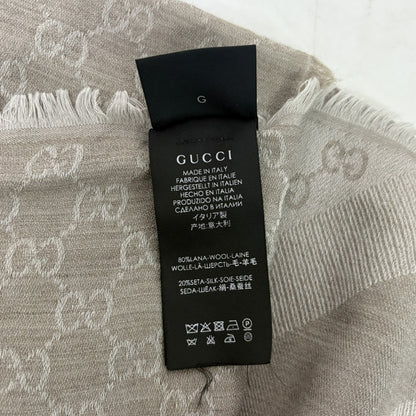 G
GUCCI
MADE IN ITALY
FABRIQUE EN ITALIE
HERGESTELLT IN ITALIEN
HECHO EN ITALIA
PRODUZIDO NA ITALIA
СДЕЛАНО В ИТАЛИИ
イタリア製
产地:意大利
80%LANA-WOOL-LAINE
WOLLE-LÃ-ШЕРСТЬ-毛-羊毛
20%SETA-SILK-SOIE-SEIDE
SEDA-ШЁЛК-絹-桑蚕丝